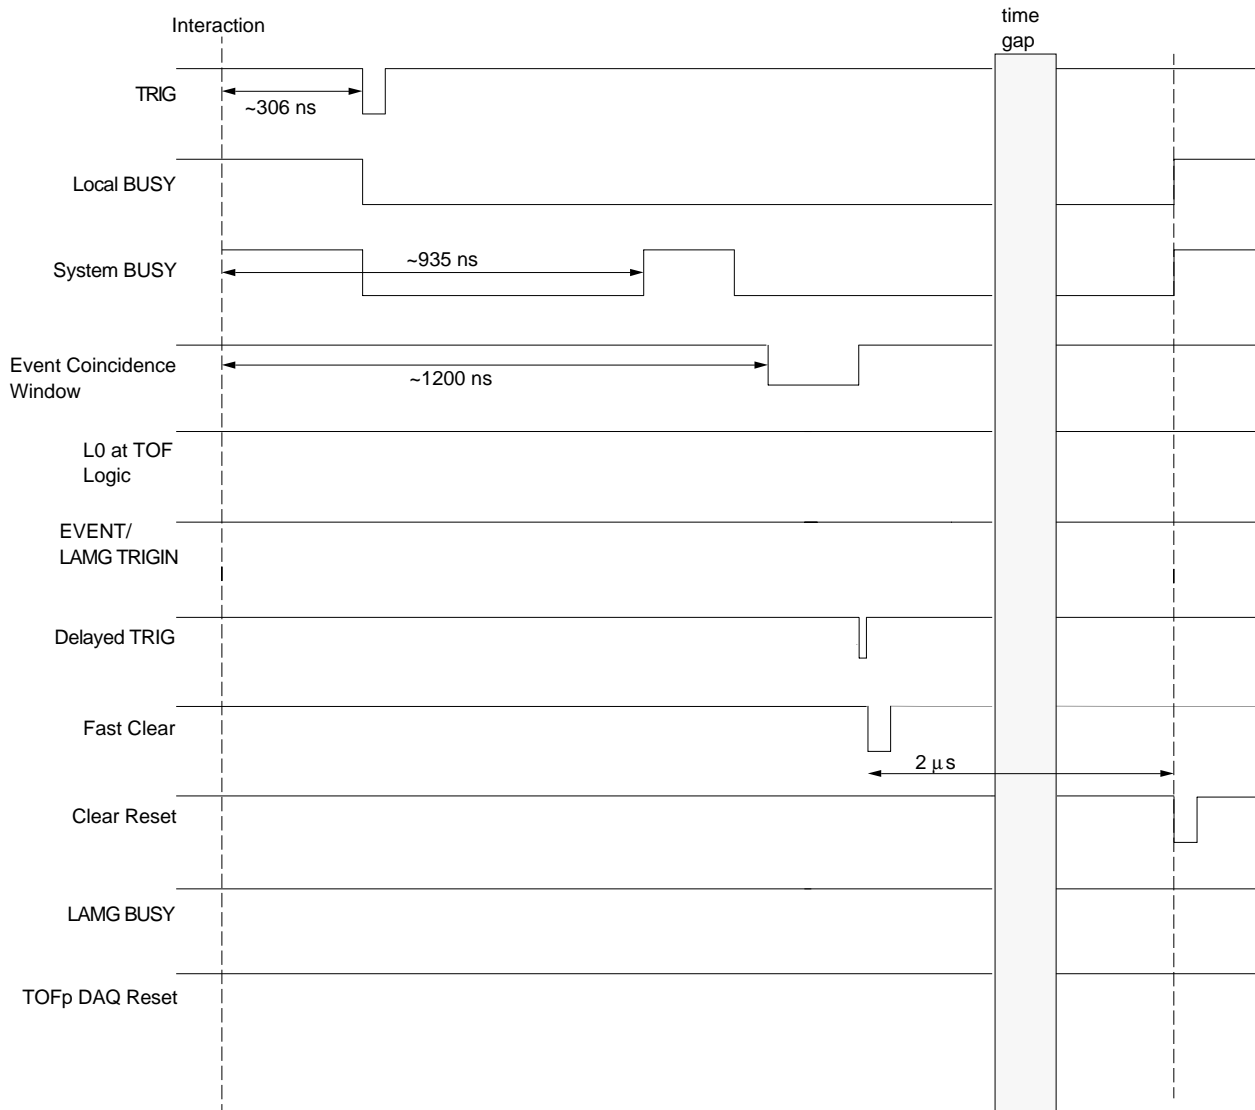 Interaction
time
gap
TRIG
~306 ns
Local BUSY
System BUSY
~935 ns
Event Coincidence
Window
~1200 ns
L0 at TOF
Logic
EVENT/
LAMG TRIGIN
Delayed TRIG
Fast Clear
2 μs
Clear Reset
LAMG BUSY
TOFp DAQ Reset